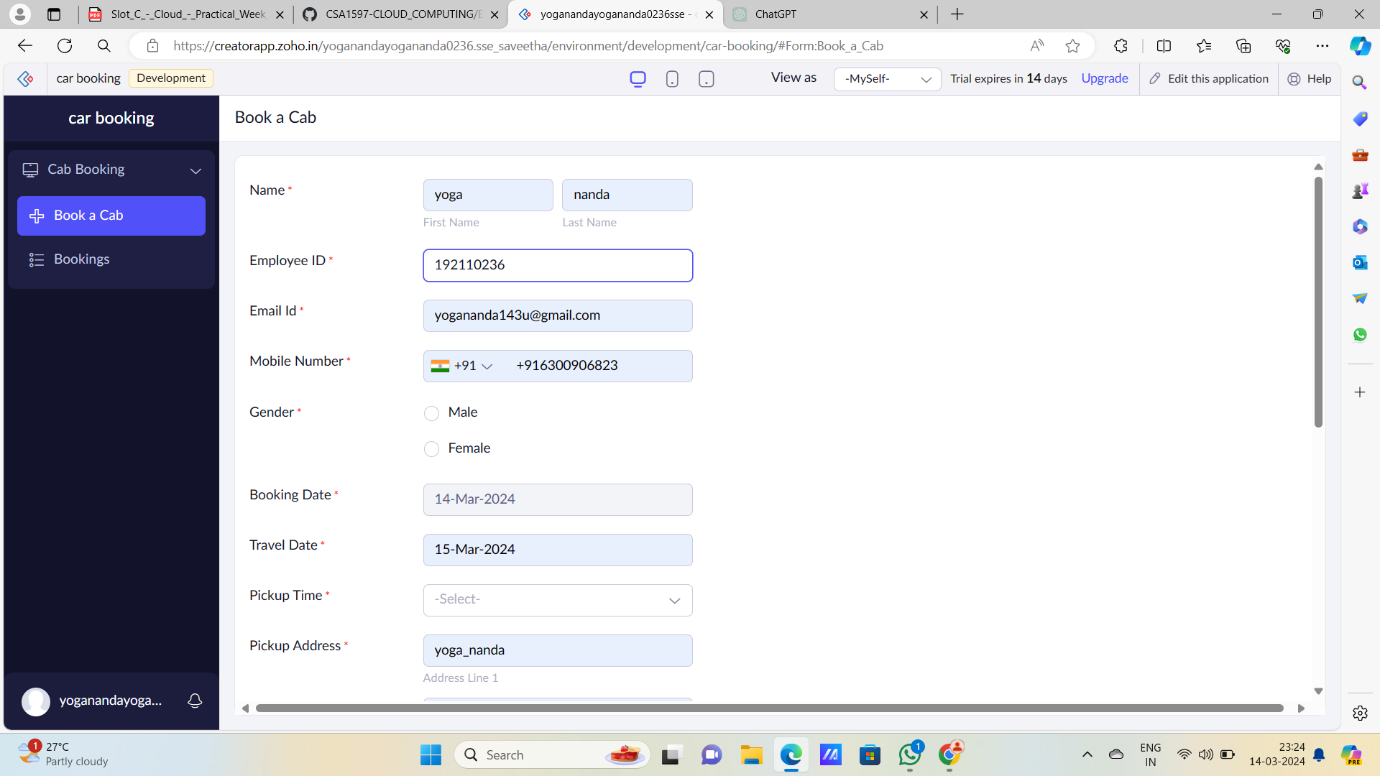 Slot_C_-_Cloud_-_Practical_Week
CSA1597-CLOUD_COMPUTING/E
yoganandayogananda0236sse -
ChatGPT
https://creatorapp.zoho.in/yoganandayogananda0236.sse_saveetha/environment/development/car-booking/#Form:Book_a_Cab
car booking
Development
View as
-MySelf-
Trial expires in 14 days
Upgrade
Edit this application
Help
car booking
Book a Cab
Cab Booking
Book a Cab
Bookings
Name *
yoga
nanda
First Name
Last Name
Employee ID *
192110236
Email Id *
yogananda143u@gmail.com
Mobile Number *
+91
+916300906823
Gender *
Male
Female
Booking Date *
14-Mar-2024
Travel Date *
15-Mar-2024
Pickup Time *
-Select-
Pickup Address *
yoga_nanda
Address Line 1
yoganandayoga...
1
27°C
Partly cloudy
Search
1
ENG
IN
23:24
14-03-2024
PRE